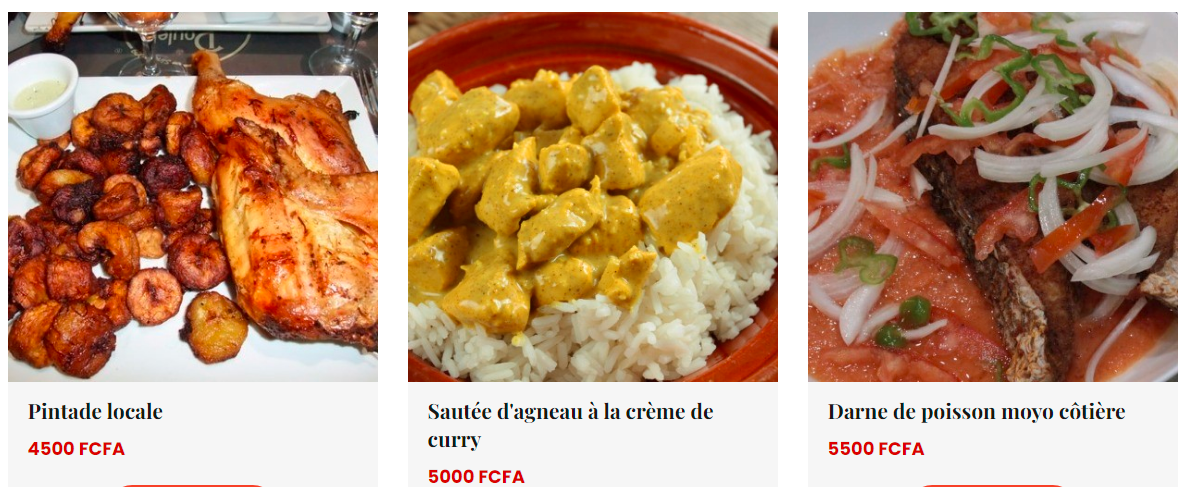 Pintade locale
4500 FCFA
Sautée d'agneau à la crème de
curry
5000 FCFA
Darne de poisson moyo côtière
5500 FCFA